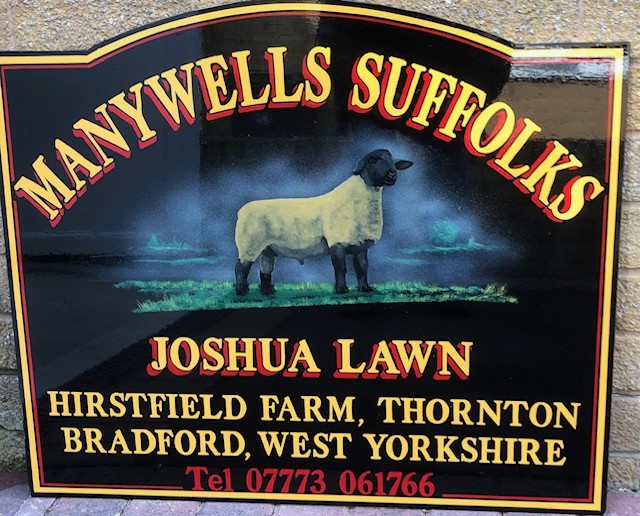 MANYWELLS SUFFOLKS
JOSHUA LAWN
HIRSTFIELD FARM, THORNTON
BRADFORD, WEST YORKSHIRE
Tel 07773 061766